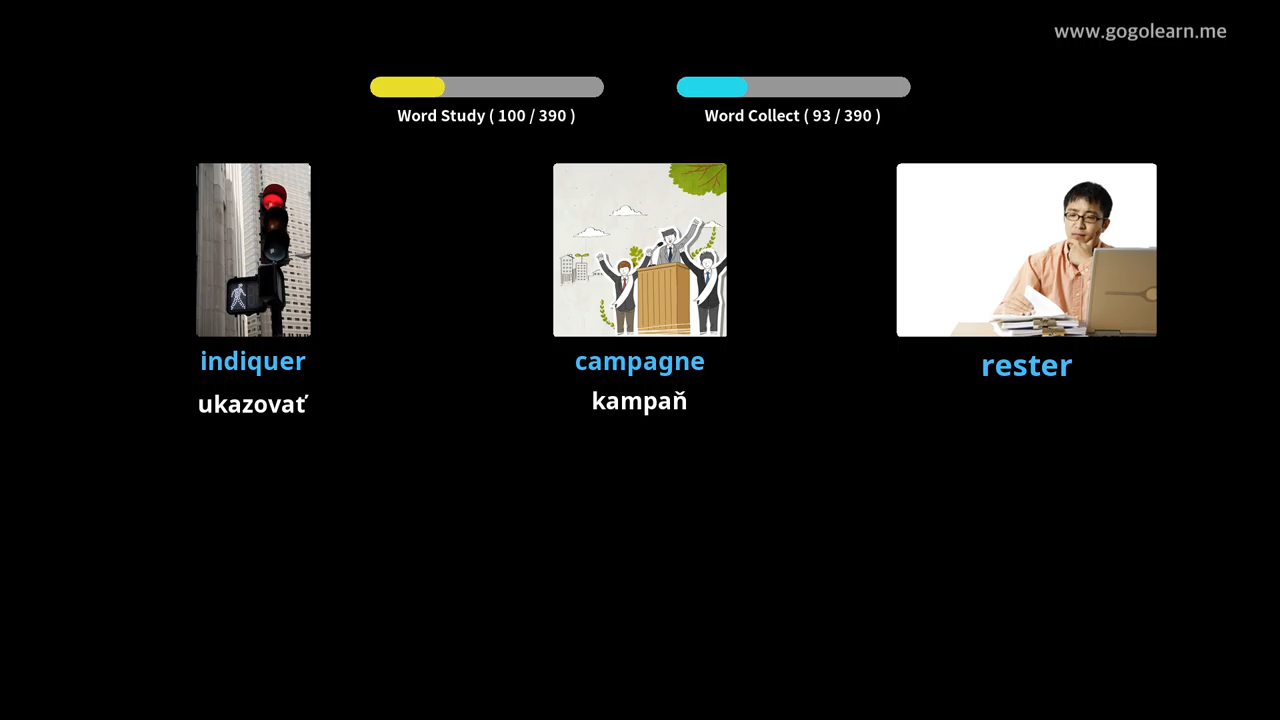 www.gogolearn.me
Word Study ( 100 / 390 )
Word Collect ( 93 / 390 )
indiquer
ukazovať
campagne
kampaň
rester